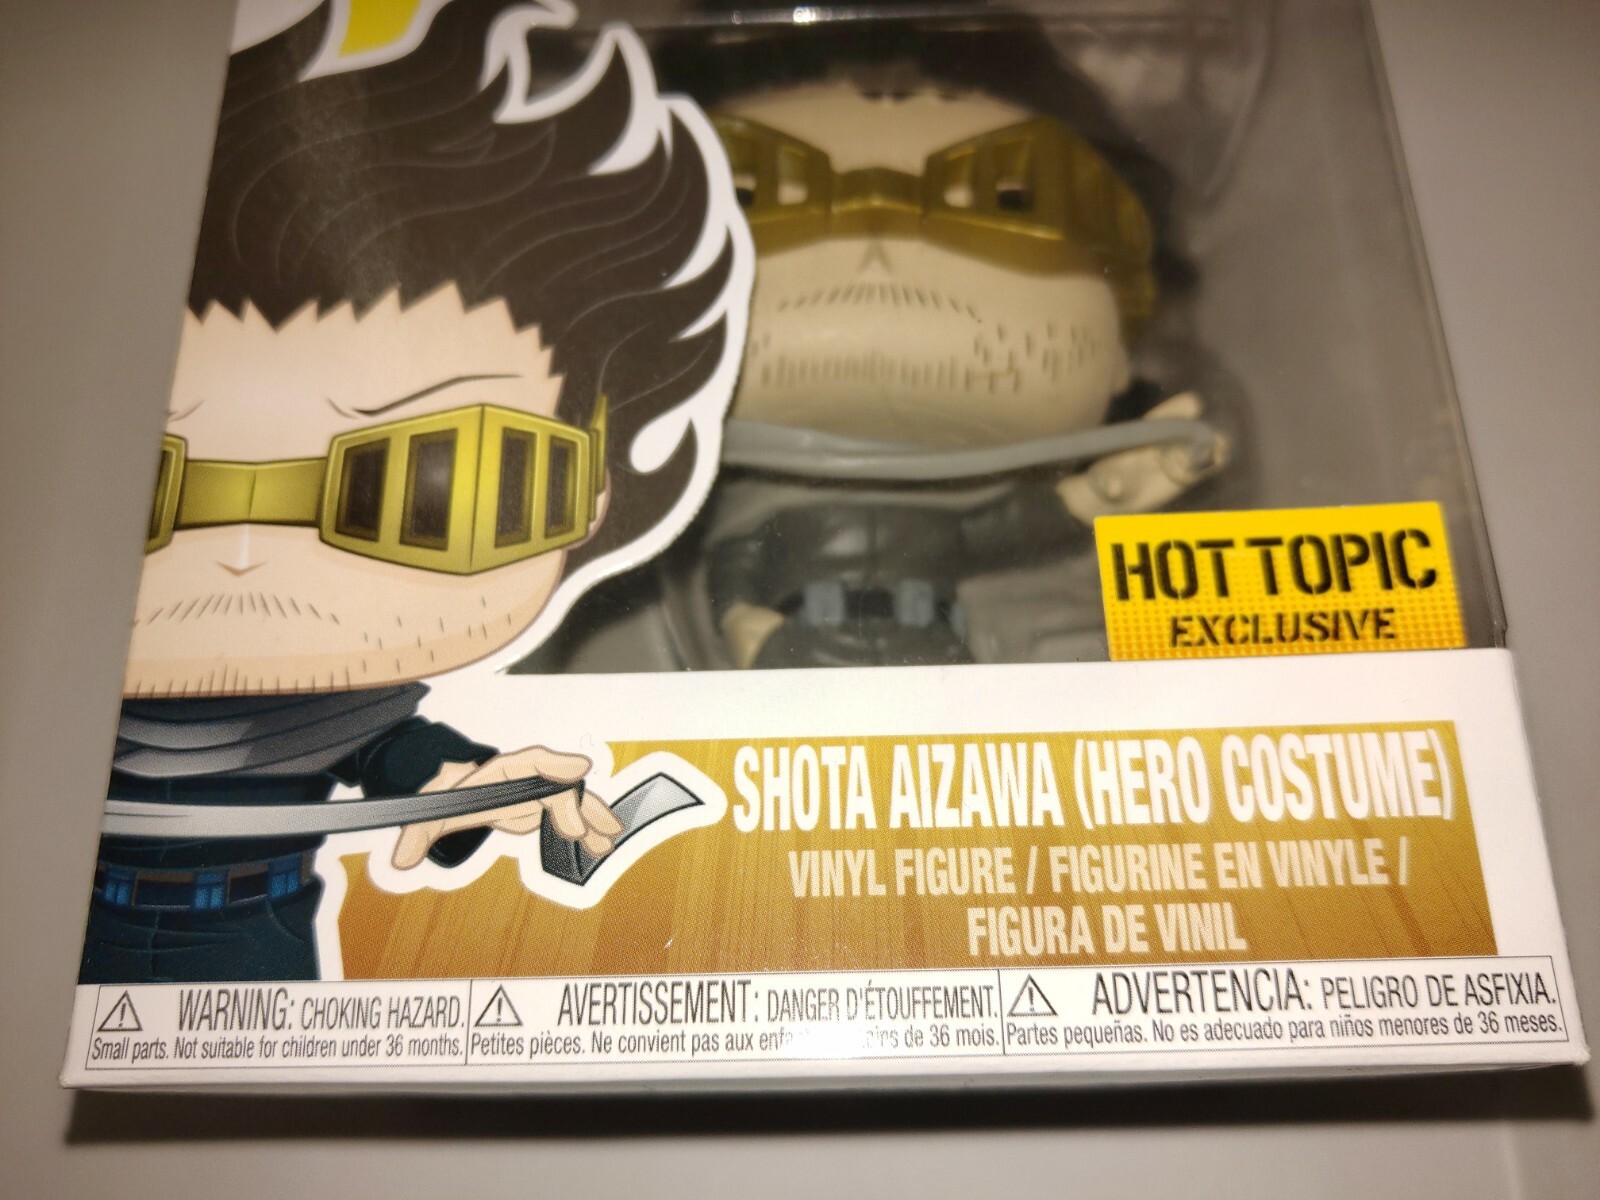 HOT TOPIC
EXCLUSIVE
SHOTA AIZAWA (HERO COSTUME)
VINYL FIGURE / FIGURINE EN VINYLE /
FIGURA DE VINIL
WARNING: CHOKING HAZARD.
Small parts. Not suitable for children under 36 months.
AVERTISSEMENT: DANGER D'ÉTOUFFEMENT.
Petites pièces. Ne convient pas aux de 36 mois.
ADVERTENCIA: PELIGRO DE ASFIXIA.
Partes pequeñas. No es adecuado para niños menores de 36 meses.